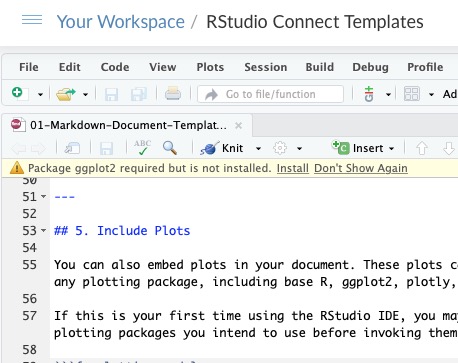 Your Workspace / RStudio Connect Templates
File Edit Code View Plots Session Build Debug Profile
Go to file/function
01-Markdown-Document-Templat...
ABC Knit Insert
Package ggplot2 required but is not installed. Install Don't Show Again
50
51 ---
52
53 ## 5. Include Plots
54
55 You can also embed plots in your document. These plots
any plotting package, including base R, ggplot2, plotly,
56
57 If this is your first time using the RStudio IDE, you
plotting packages you intend to use before invoking them
58